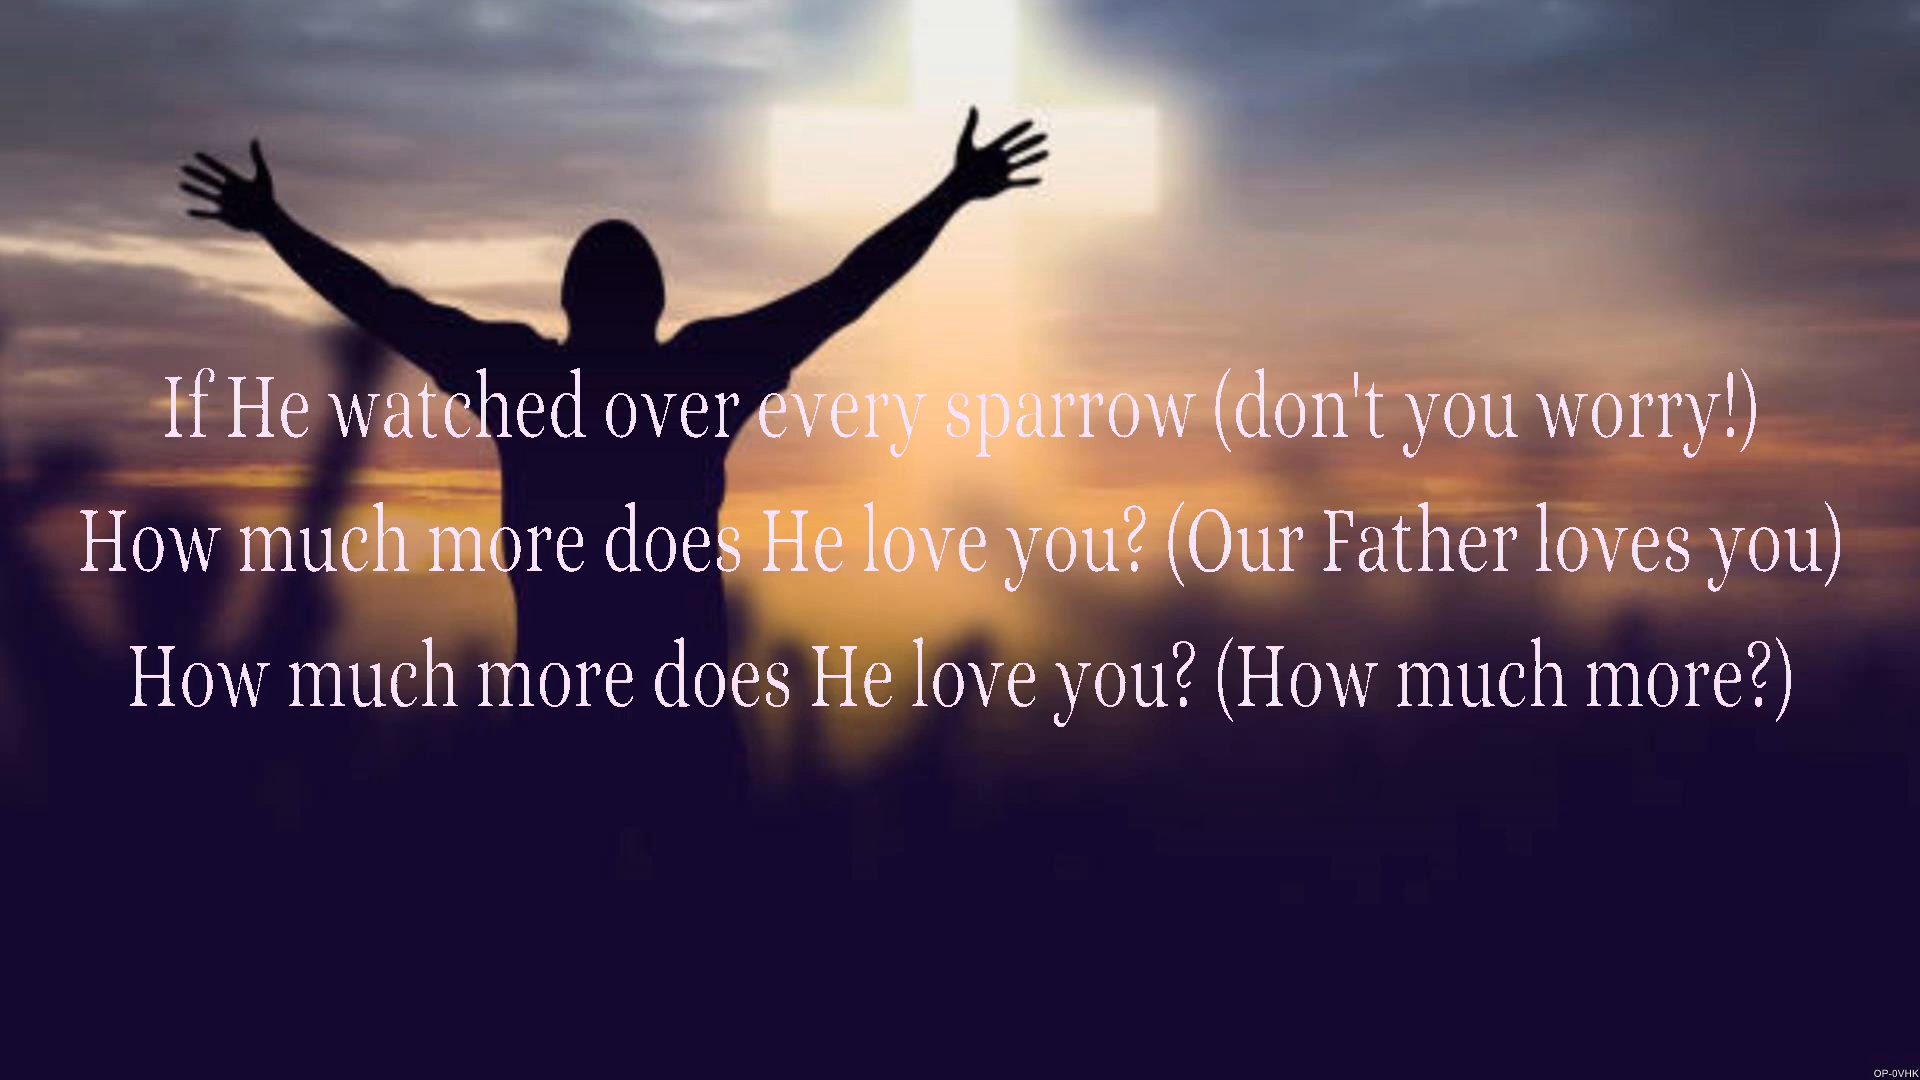 If He watched over every sparrow (don't you worry!)
How much more does He love you? (Our Father loves you)
How much more does He love you? (How much more?)
OP-0VHK